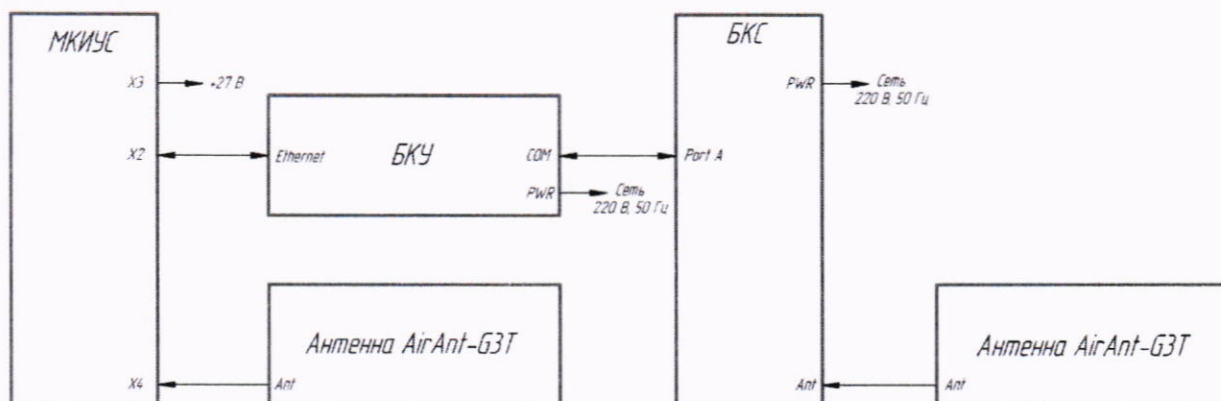 МКИУС
БКС
X3
+27 В
PWR
Сеть
220 В, 50 Гц
X2
Ethernet
БКУ
COM
Port A
PWR
Сеть
220 В, 50 Гц
Антенна AirAnt-G3T
Антенна AirAnt-G3T
X4
Ant
Ant
Ant